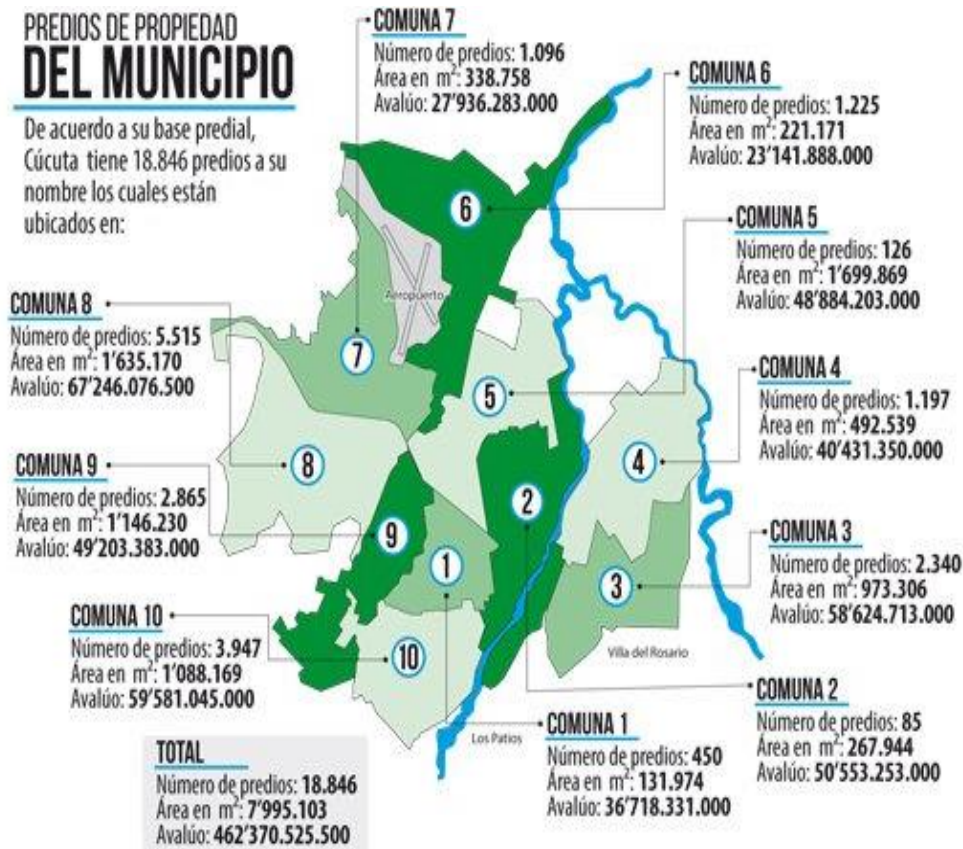 PREDIOS DE PROPIEDAD
DEL MUNICIPIO
De acuerdo a su base predial,
Cúcuta tiene 18.846 predios a su
nombre los cuales están
ubicados en:
COMUNA 7
Número de predios: 1.096
Área en m²: 338.758
Avalúo: 27'936.283.000
COMUNA 6
Número de predios: 1.225
Área en m²: 221.171
Avalúo: 23'141.888.000
COMUNA 5
Número de predios: 126
Área en m²: 1'699.869
Avalúo: 48'884.203.000
COMUNA 8
Número de predios: 5.515
Área en m²: 1'635.170
Avalúo: 67'246.076.500
COMUNA 4
Número de predios: 1.197
Área en m²: 492.539
Avalúo: 40'431.350.000
COMUNA 9
Número de predios: 2.865
Área en m²: 1'146.230
Avalúo: 49'203.383.000
COMUNA 3
Número de predios: 2.340
Área en m²: 973.306
Avalúo: 58'624.713.000
COMUNA 10
Número de predios: 3.947
Área en m²: 1'088.169
Avalúo: 59'581.045.000
COMUNA 2
Número de predios: 85
Área en m²: 267.944
Avalúo: 50'553.253.000
COMUNA 1
Número de predios: 450
Área en m²: 131.974
Avalúo: 36'718.331.000
TOTAL
Número de predios: 18.846
Área en m²: 7'995.103
Avalúo: 462'370.525.500
6
Aeropuerto
7
5
8
4
2
9
1
3
10
Villa del Rosario
Los Patios